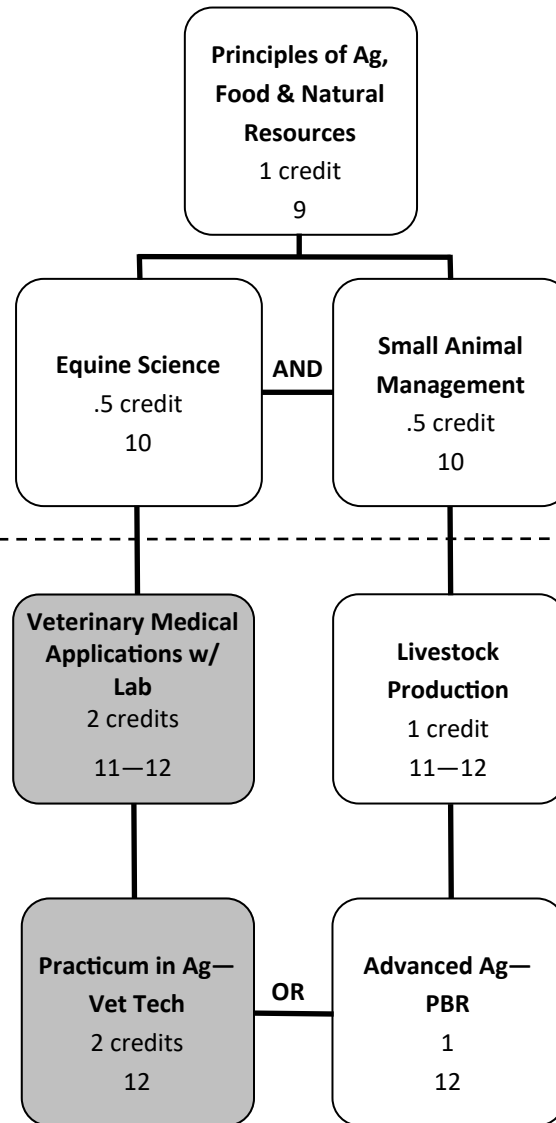 Principles of Ag,
Food & Natural
Resources
1 credit
9
Equine Science
.5 credit
10
AND
Small Animal
Management
.5 credit
10
Veterinary Medical
Applications w/
Lab
2 credits
11—12
Livestock
Production
1 credit
11—12
Practicum in Ag—
Vet Tech
2 credits
12
OR
Advanced Ag—
PBR
1
12